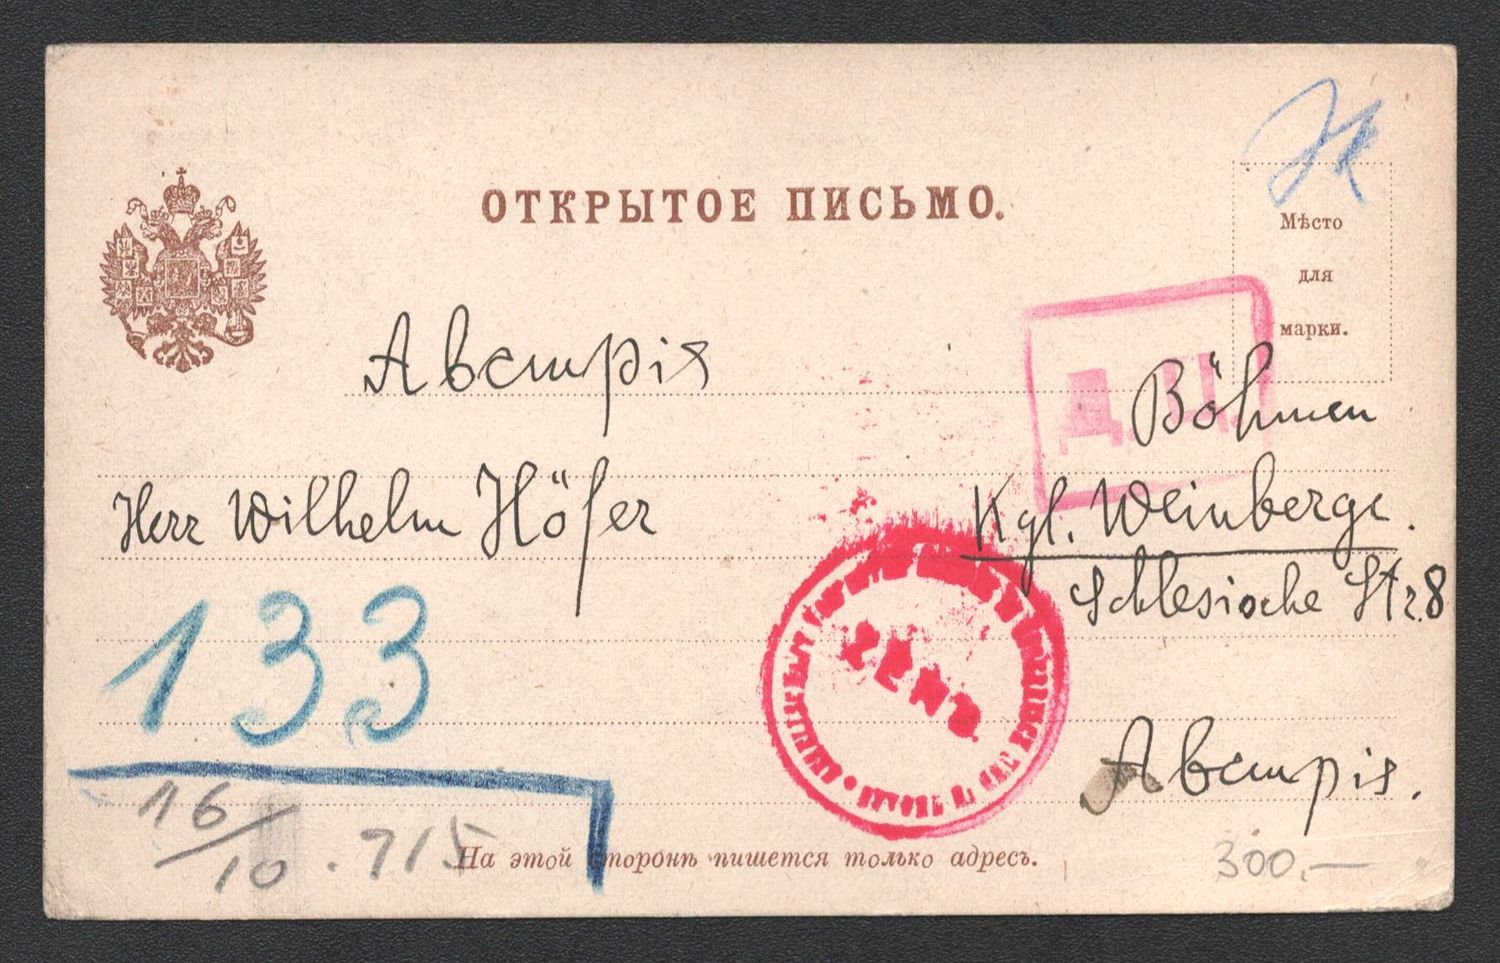 ОТКРЫТОЕ ПИСЬМО.
Мѣсто
для
марки.
Австрія
Д.Ц.
Böhmen
Herr Wilhelm Höfer
Kgl. Weinberge.
Schlesische Str. 8
133
Австрія.
16/10.715
На этой сторонѣ пишется только адресъ.
300.—